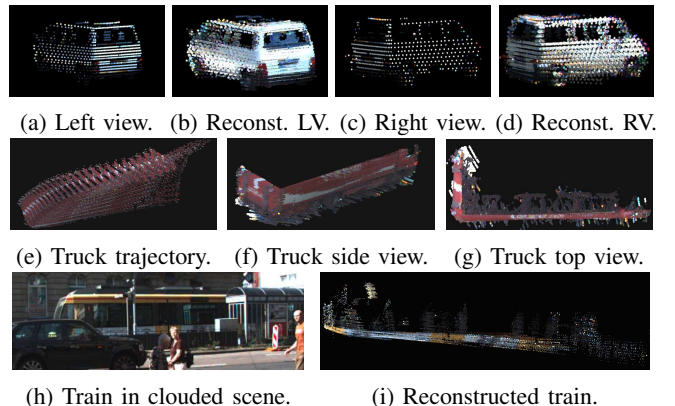 (a) Left view. (b) Reconst. LV. (c) Right view. (d) Reconst. RV.
(e) Truck trajectory. (f) Truck side view. (g) Truck top view.
(h) Train in clouded scene. (i) Reconstructed train.